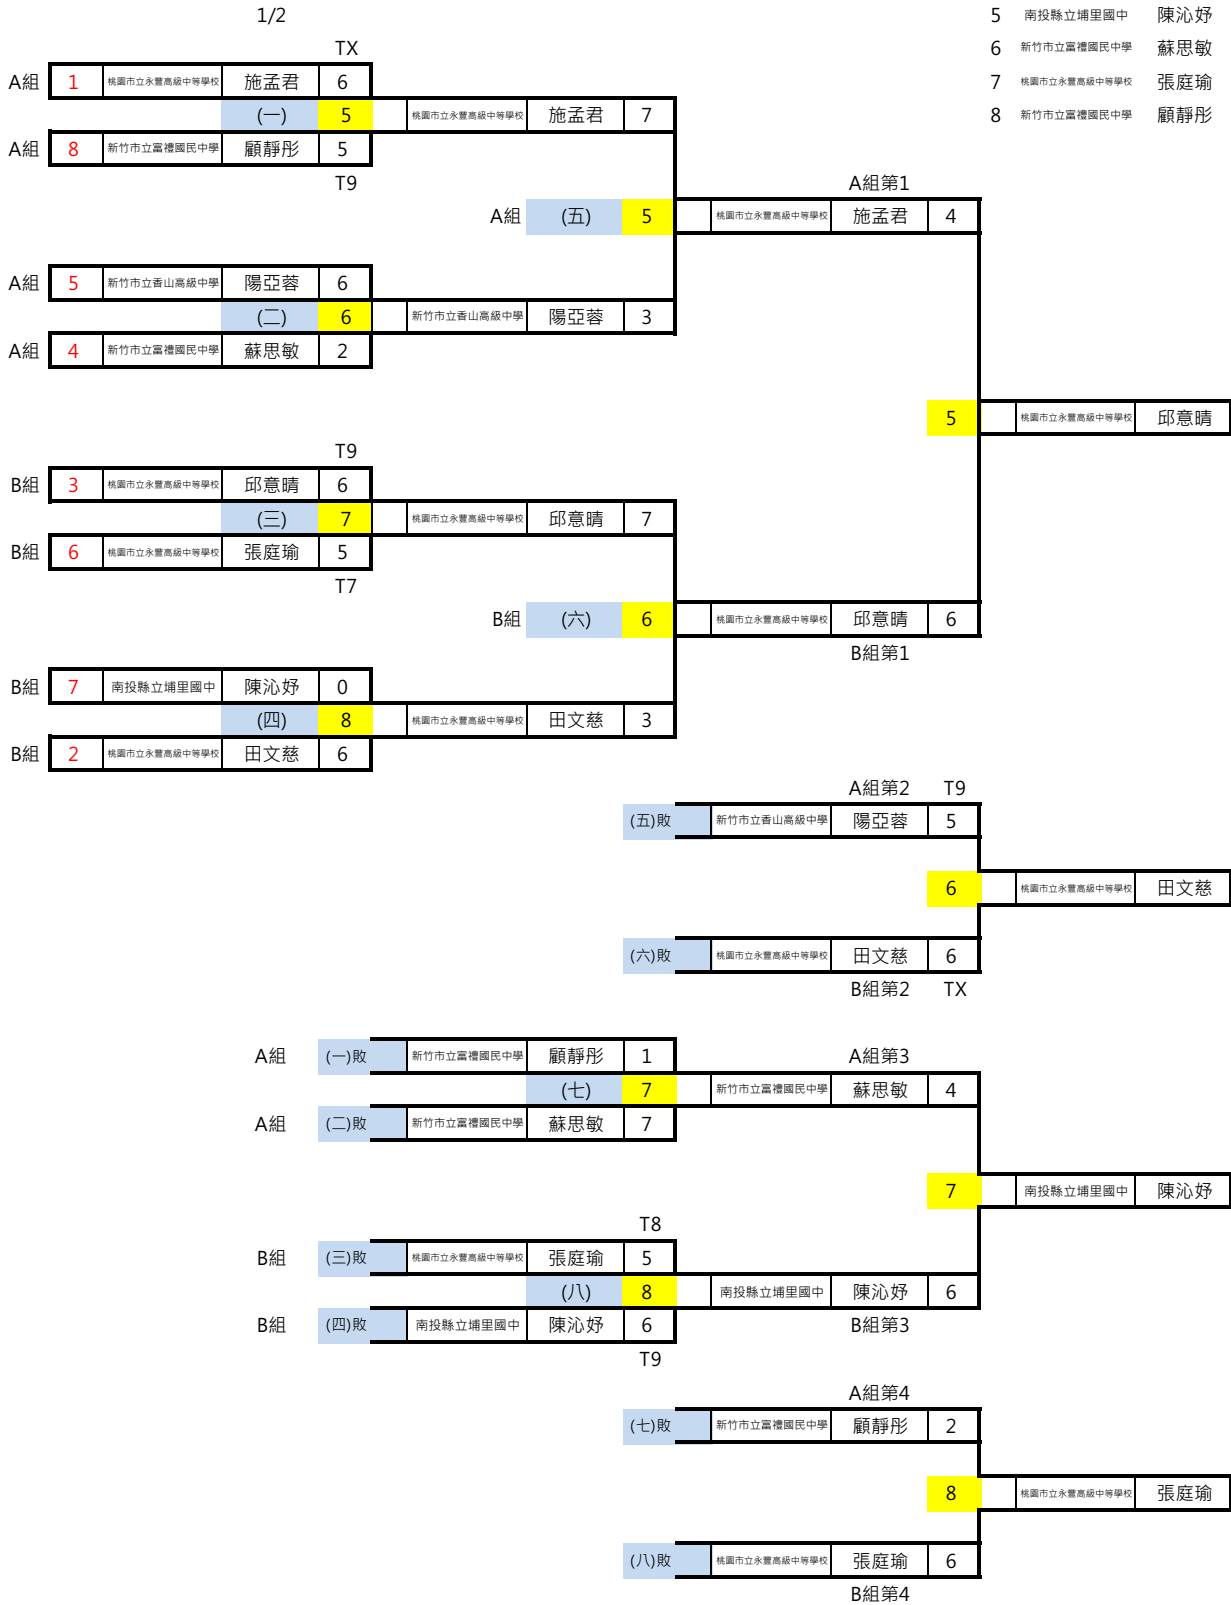 1/2
5 南投縣立埔里國中 陳沁妤
TX
6 新竹市立富禮國民中學 蘇思敏
A組 1 桃園市立永豐高級中等學校 施孟君 6
7 桃園市立永豐高級中等學校 張庭瑜
(一) 5 桃園市立永豐高級中等學校 施孟君 7
8 新竹市立富禮國民中學 顧靜彤
A組 8 新竹市立富禮國民中學 顧靜彤 5
T9
A組第1
A組 (五) 5 桃園市立永豐高級中等學校 施孟君 4
A組 5 新竹市立香山高級中學 陽亞蓉 6
(二) 6 新竹市立香山高級中學 陽亞蓉 3
A組 4 新竹市立富禮國民中學 蘇思敏 2
5 桃園市立永豐高級中等學校 邱意晴
T9
B組 3 桃園市立永豐高級中等學校 邱意晴 6
(三) 7 桃園市立永豐高級中等學校 邱意晴 7
B組 6 桃園市立永豐高級中等學校 張庭瑜 5
T7
B組 (六) 6 桃園市立永豐高級中等學校 邱意晴 6
B組第1
B組 7 南投縣立埔里國中 陳沁妤 0
(四) 8 桃園市立永豐高級中等學校 田文慈 3
B組 2 桃園市立永豐高級中等學校 田文慈 6
A組第2 T9
(五)敗 新竹市立香山高級中學 陽亞蓉 5
6 桃園市立永豐高級中等學校 田文慈
(六)敗 桃園市立永豐高級中等學校 田文慈 6
B組第2 TX
A組 (一)敗 新竹市立富禮國民中學 顧靜彤 1 A組第3
(七) 7 新竹市立富禮國民中學 蘇思敏 4
A組 (二)敗 新竹市立富禮國民中學 蘇思敏 7
7 南投縣立埔里國中 陳沁妤
T8
B組 (三)敗 桃園市立永豐高級中等學校 張庭瑜 5
(八) 8 南投縣立埔里國中 陳沁妤 6
B組 (四)敗 南投縣立埔里國中 陳沁妤 6 B組第3
T9
A組第4
(七)敗 新竹市立富禮國民中學 顧靜彤 2
8 桃園市立永豐高級中等學校 張庭瑜
(八)敗 桃園市立永豐高級中等學校 張庭瑜 6
B組第4